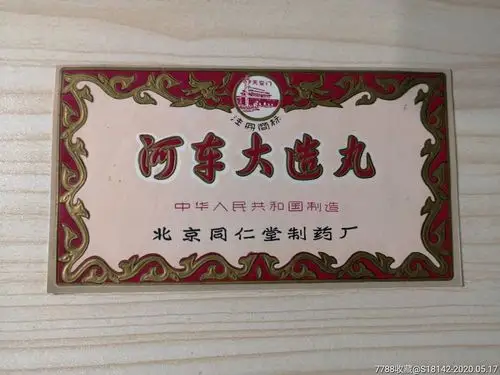 天安门
注冊商标
河车大造丸
中华人民共和国制造
北京同仁堂制药厂
7788收藏@S18142-2020.05.17